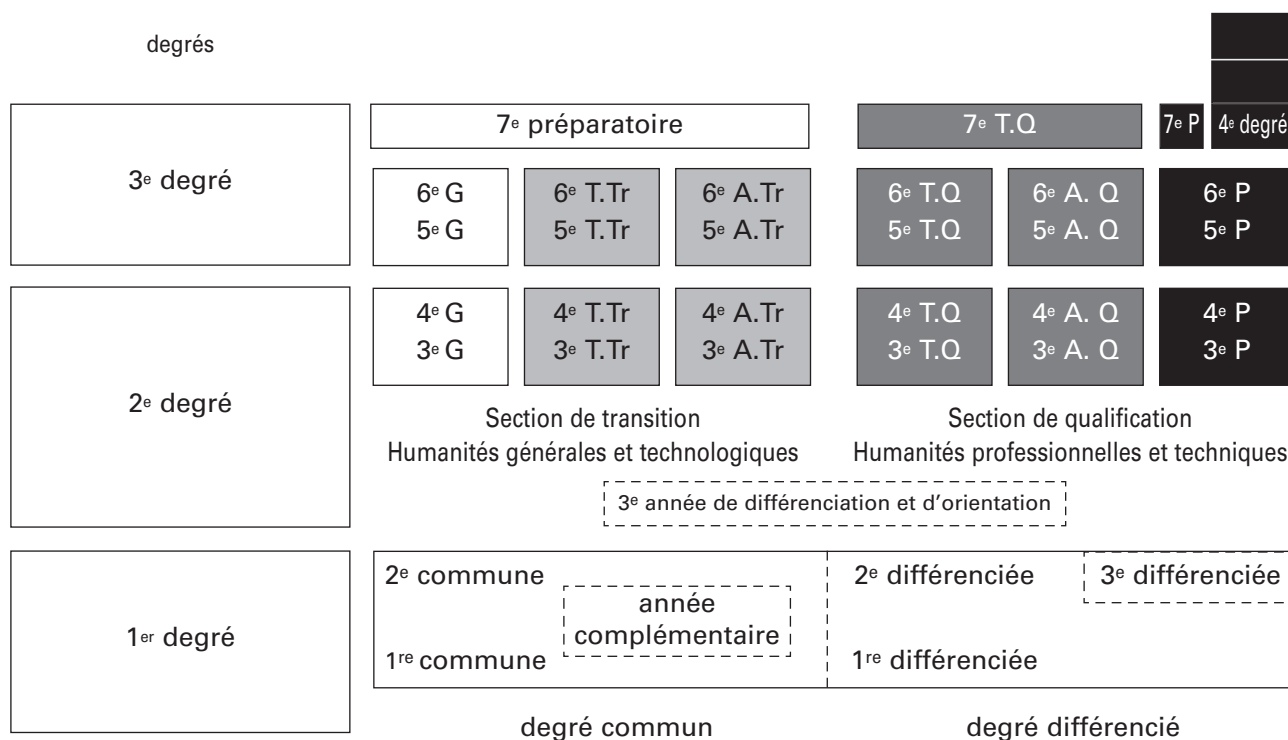 degrés
7e préparatoire
7e T.Q
7e P
4e degré
3e degré
6e G
5e G
6e T.Tr
5e T.Tr
6e A.Tr
5e A.Tr
6e T.Q
5e T.Q
6e A. Q
5e A. Q
6e P
5e P
2e degré
4e G
3e G
4e T.Tr
3e T.Tr
4e A.Tr
3e A.Tr
4e T.Q
3e T.Q
4e A. Q
3e A. Q
4e P
3e P
Section de transition
Humanités générales et technologiques
Section de qualification
Humanités professionnelles et techniques
3e année de différenciation et d’orientation
1er degré
2e commune
année
complémentaire
1re commune
2e différenciée
3e différenciée
1re différenciée
degré commun
degré différencié